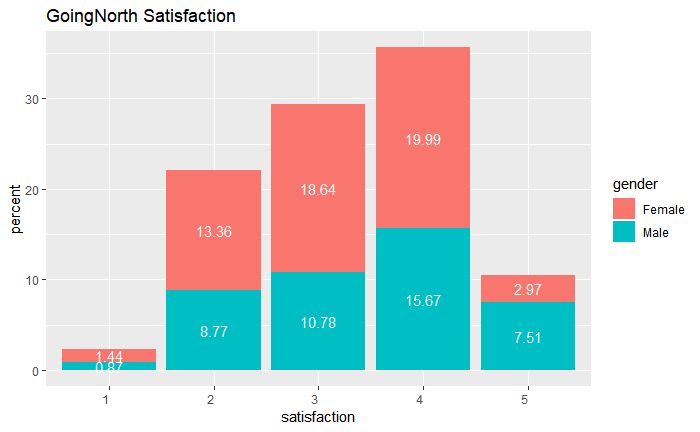 GoingNorth Satisfaction
percent
30
20
10
0
19.99
18.64
13.36
15.67
2.97
10.78
8.77
7.51
1.44
0.87
1 2 3 4 5
satisfaction
gender
Female
Male